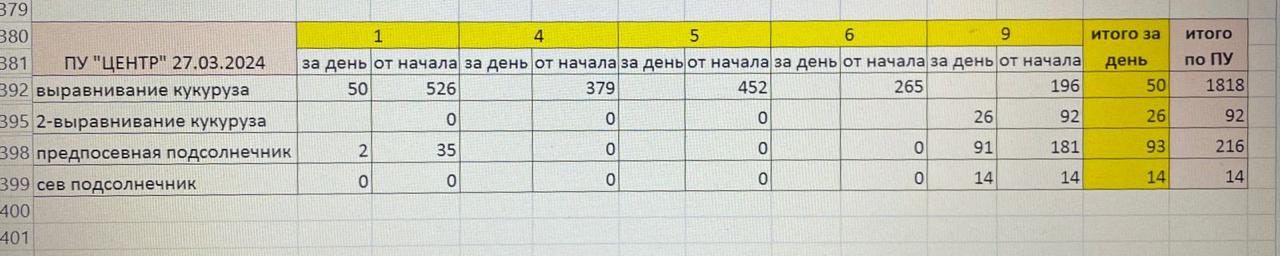 379
380 1 4 5 6 9 итого за итого
381 ПУ "ЦЕНТР" 27.03.2024 за день от начала за день от начала за день от начала за день от начала за день от начала день по ПУ
392 выравнивание кукуруза 50 526 379 452 265 196 50 1818
395 2-выравнивание кукуруза 0 0 0 26 92 26 92
398 предпосевная подсолнечник 2 35 0 0 0 91 181 93 216
399 сев подсолнечник 0 0 0 0 0 14 14 14 14
400
401